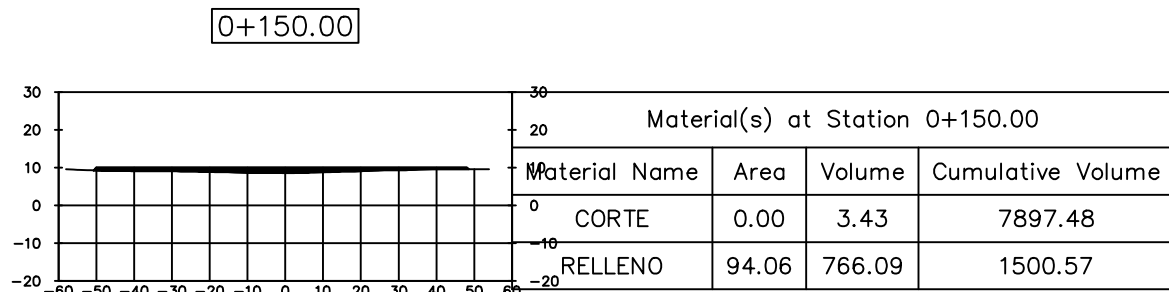 0+150.00
30 30
Material(s) at Station 0+150.00
20 20
10 10
Material Name Area Volume Cumulative Volume
0 0
CORTE 0.00 3.43 7897.48
-10 -10
RELLENO 94.06 766.09 1500.57
-20 -20
-60 -50 -40 -30 -20 -10 0 10 20 30 40 50 60